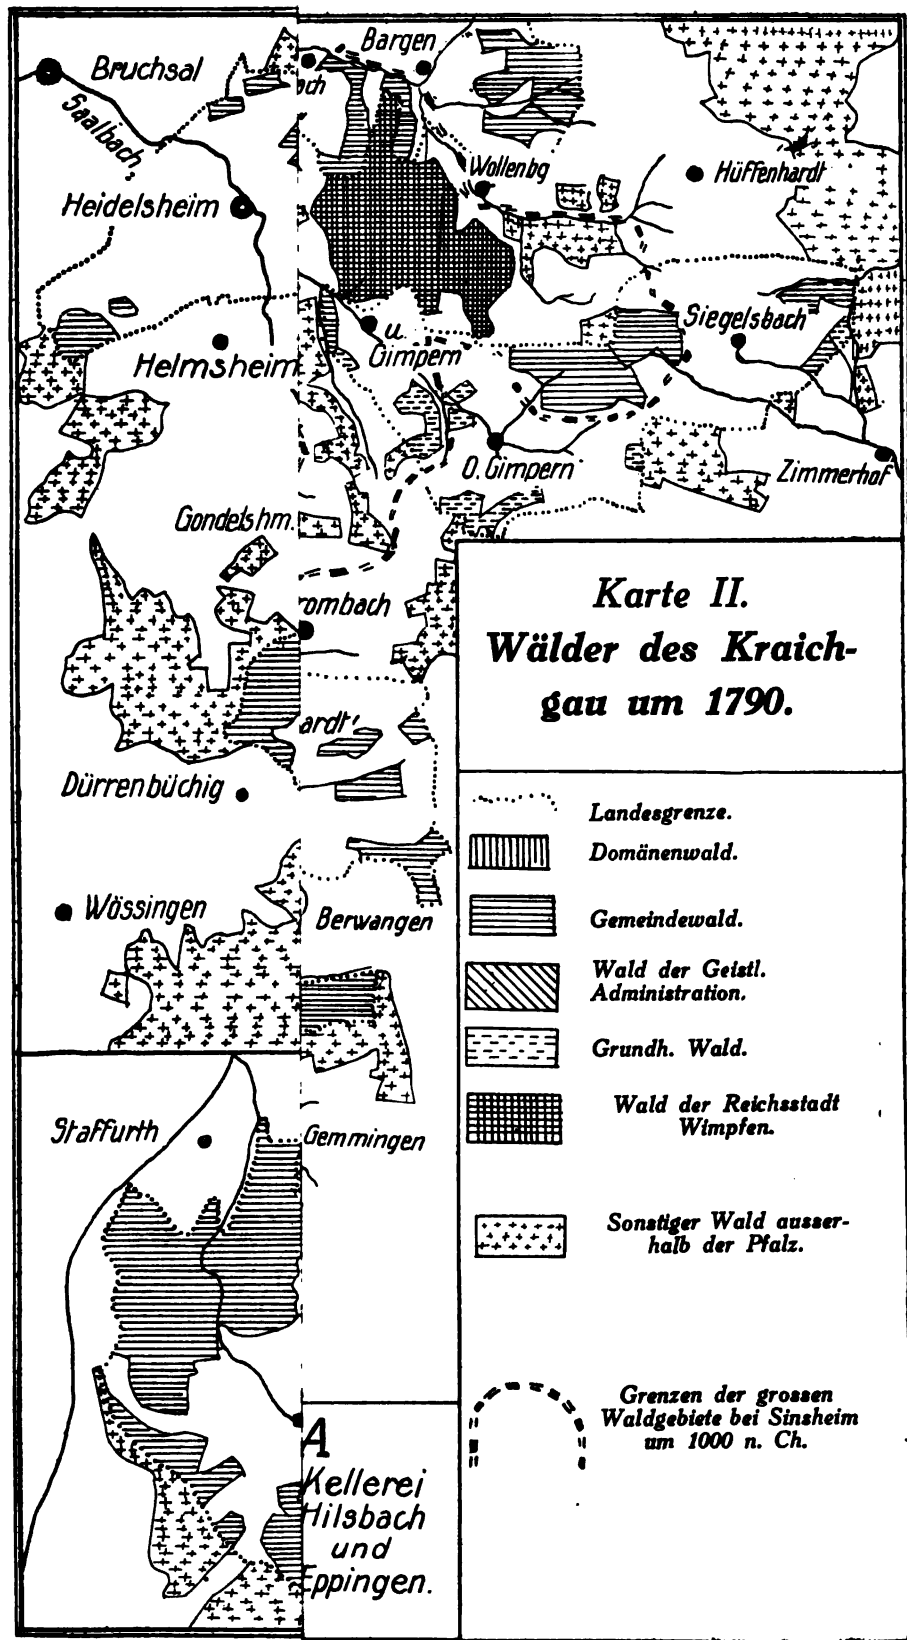 Bargen
Bruchsal
ach
Saalbach
Wollenbg
Hüffenhardt
Heidelsheim
Siegelsbach
u.
Gimpern
Helmsheim
O. Gimpern
Zimmerhof
Gondelshm.
ombach
Karte II.
Wälder des Kraich-
gau um 1790.
ardt
Dürrenbüchig
Landesgrenze.
Domänenwald.
Wössingen
Berwangen
Gemeindewald.
Wald der Geistl.
Administration.
Grundh. Wald.
Wald der Reichsstadt
Wimpfen.
Staffurth
Gemmingen
Sonstiger Wald ausser-
halb der Pfalz.
Grenzen der grossen
Waldgebiete bei Sinsheim
um 1000 n. Ch.
A
Kellerei
Hilsbach
und
Eppingen.